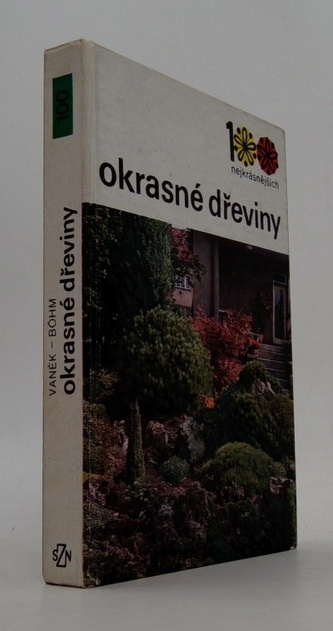 100
nejkrásnějších
okrasné dřeviny
100
VANĚK – BÖHM
okrasné dřeviny
SZN